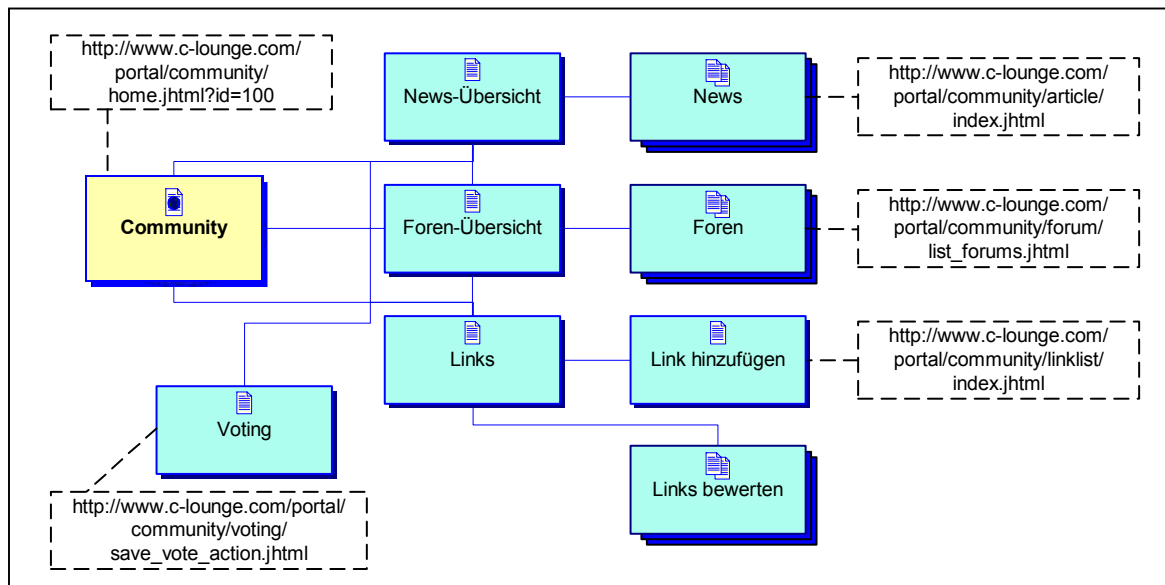 http://www.c-lounge.com/
portal/community/
home.jhtml?id=100
News-Übersicht
News
http://www.c-lounge.com/
portal/community/article/
index.jhtml
Community
Foren-Übersicht
Foren
http://www.c-lounge.com/
portal/community/forum/
list_forums.jhtml
Links
Link hinzufügen
http://www.c-lounge.com/
portal/community/linklist/
index.jhtml
Voting
Links bewerten
http://www.c-lounge.com/portal/
community/voting/
save_vote_action.jhtml